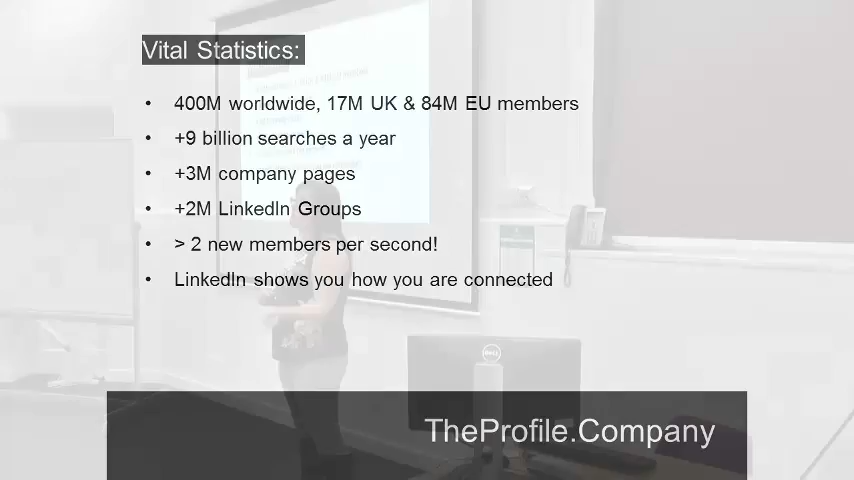 Vital Statistics:
• 400M worldwide, 17M UK & 84M EU members
• +9 billion searches a year
• +3M company pages
• +2M LinkedIn Groups
• > 2 new members per second!
• LinkedIn shows you how you are connected
DELL
TheProfile.Company